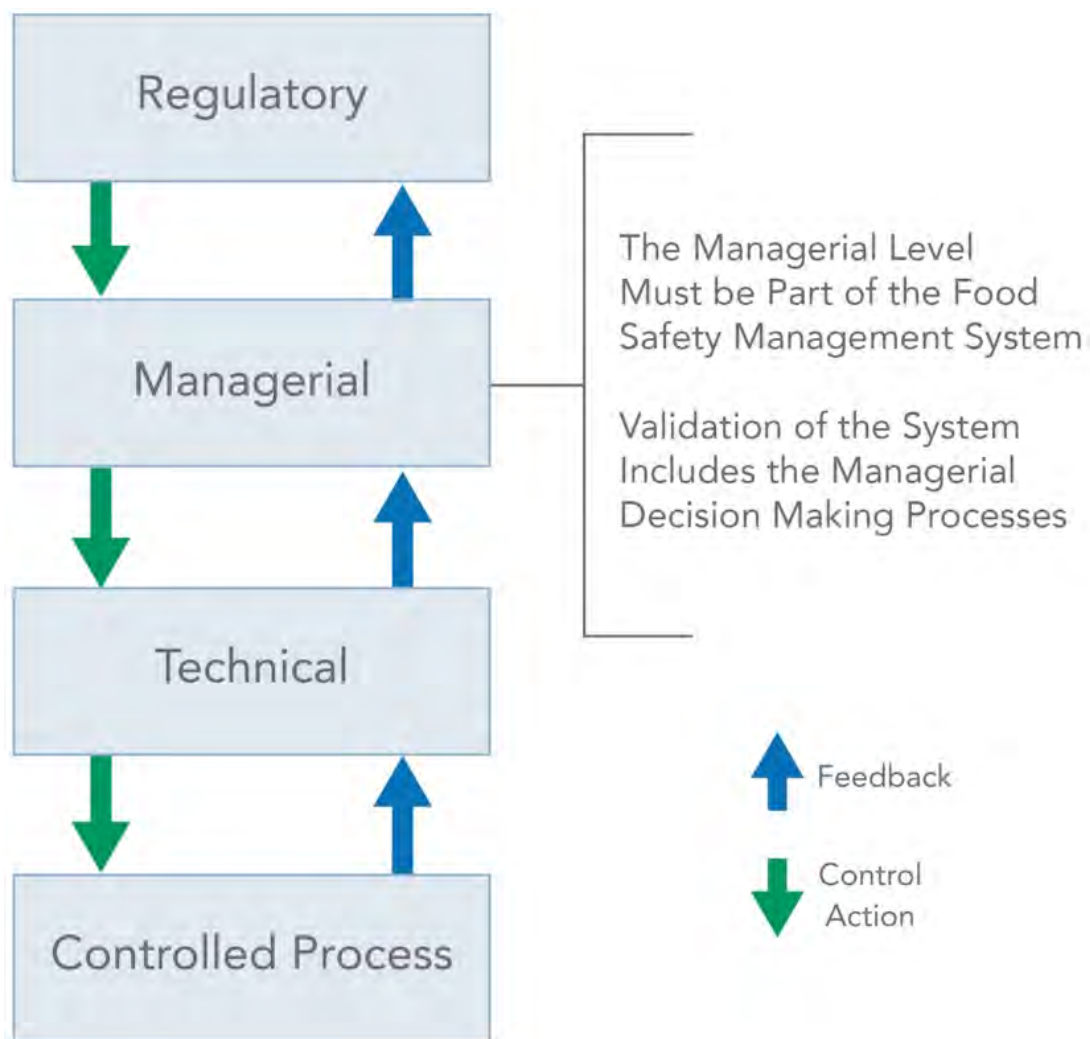 Regulatory
Managerial
The Managerial Level
Must be Part of the Food
Safety Management System
Validation of the System
Includes the Managerial
Decision Making Processes
Technical
Feedback
Control
Action
Controlled Process